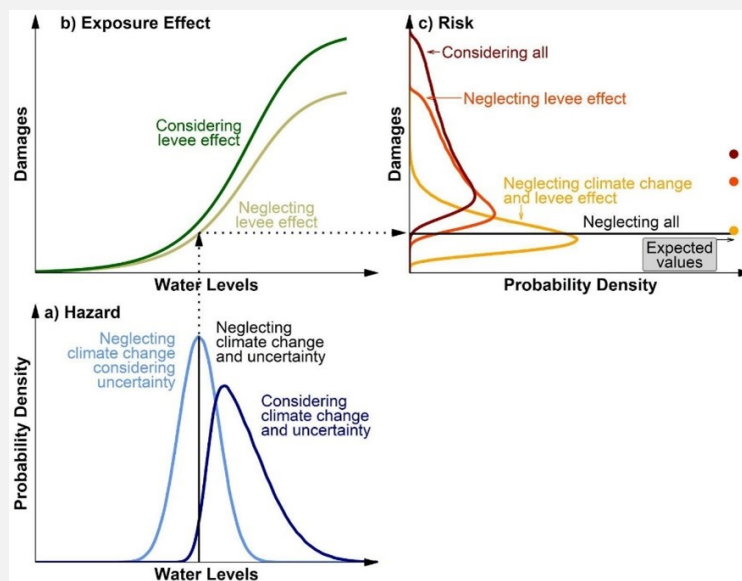 b) Exposure Effect
Damages
Considering
levee effect
Neglecting
levee effect
Water Levels
c) Risk
Damages
Considering all
Neglecting levee effect
Neglecting climate change
and levee effect
Neglecting all
Expected
values
Probability Density
a) Hazard
Probability Density
Neglecting
climate change
considering
uncertainty
Neglecting
climate change
and uncertainty
Considering
climate change
and uncertainty
Water Levels